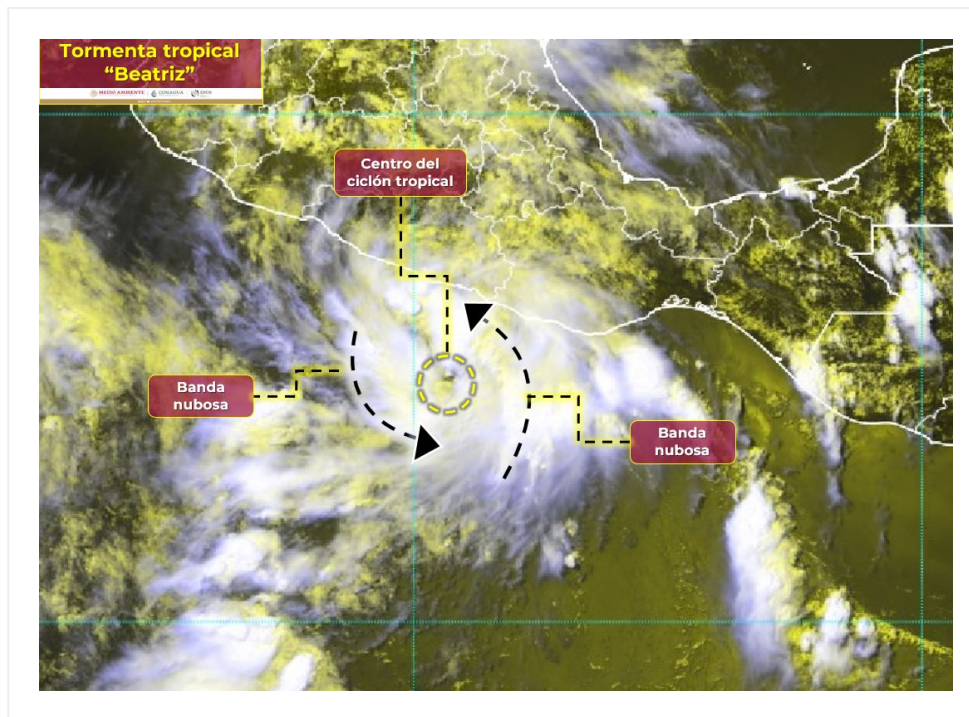 Tormenta tropical
“Beatriz”
MEDIO AMBIENTE CONAGUA SMN
Centro del
ciclón tropical
Banda
nubosa
Banda
nubosa